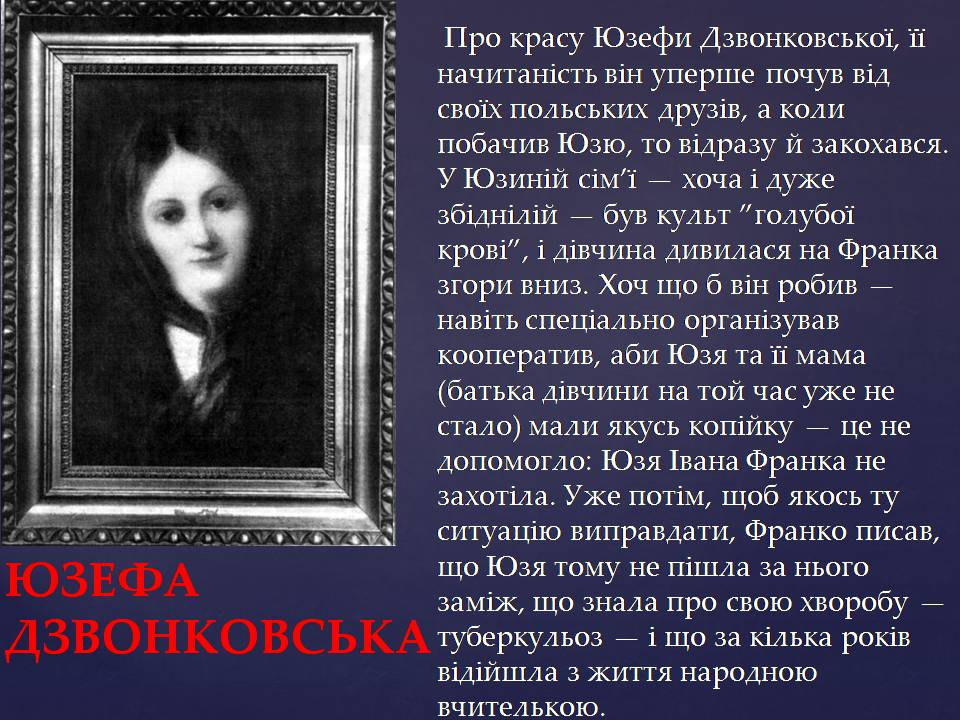 Про красу Юзефи Дзвонковської, її
начитаність він уперше почув від
своїх польських друзів, а коли
побачив Юзю, то відразу й закохався.
У Юзиній сім’ї — хоча і дуже
збіднілій — був культ ”голубої
крові”, і дівчина дивилася на Франка
згори вниз. Хоч що б він робив —
навіть спеціально організував
кооператив, аби Юзя та її мама
(батька дівчини на той час уже не
стало) мали якусь копійку — це не
допомогло: Юзя Івана Франка не
захотіла. Уже потім, щоб якось ту
ситуацію виправдати, Франко писав,
що Юзя тому не пішла за нього
заміж, що знала про свою хворобу —
туберкульоз — і що за кілька років
відійшла з життя народною
вчителькою.
ЮЗЕФА
ДЗВОНКОВСЬКА